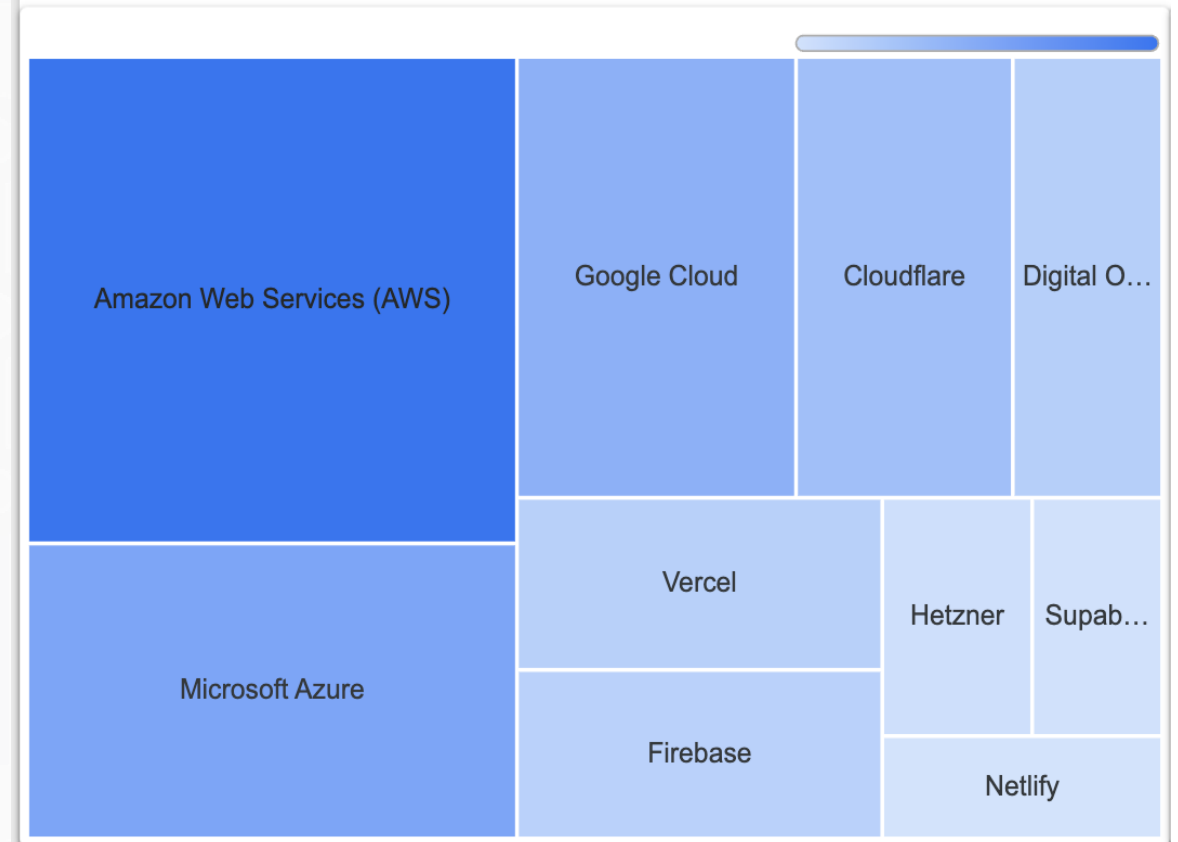 Amazon Web Services (AWS)
Google Cloud
Cloudflare
Digital O...
Microsoft Azure
Vercel
Hetzner
Supab...
Firebase
Netlify